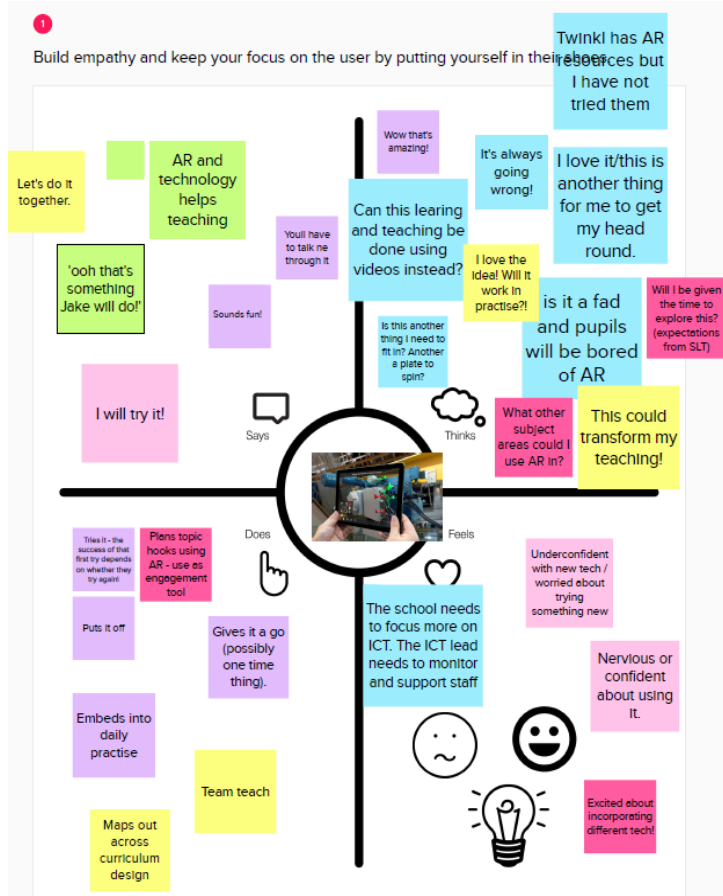 1
Build empathy and keep your focus on the user by putting yourself in their shoes
Twinkl has AR
resources but
I have not
tried them
Let's do it
together.
AR and
technology
helps
teaching
'ooh that's
something
Jake will do!'
Youll have
to talk ne
through it
Sounds fun!
I will try it!
Says
Wow that's
amazing!
It's always
going
wrong!
I love it/this is
another thing
for me to get
my head
round.
Can this learing
and teaching be
done using
videos instead?
I love the
idea! Will it
work in
practise?!
Is this another
thing I need to
fit in? Another
a plate to
spin?
is it a fad
and pupils
will be bored
of AR
Will I be given
the time to
explore this?
(expectations
from SLT)
What other
subject
areas could I
use AR in?
This could
transform my
teaching!
Thinks
Does
Tries it - the
success of that
first try depends
on whether they
try again!
Plans topic
hooks using
AR - use as
engagement
tool
Puts it off
Gives it a go
(possibly
one time
thing).
Embeds into
daily
practise
Team teach
Maps out
across
curriculum
design
Feels
Underconfident
with new tech /
worried about
trying
something new
The school needs
to focus more on
ICT. The ICT lead
needs to monitor
and support staff
Nervious or
confident
about using
it.
Excited about
incorporating
different tech!